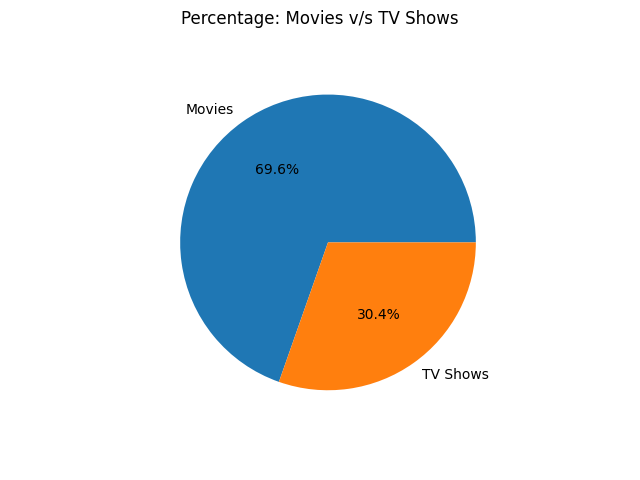 Percentage: Movies v/s TV Shows
Movies
69.6%
30.4%
TV Shows